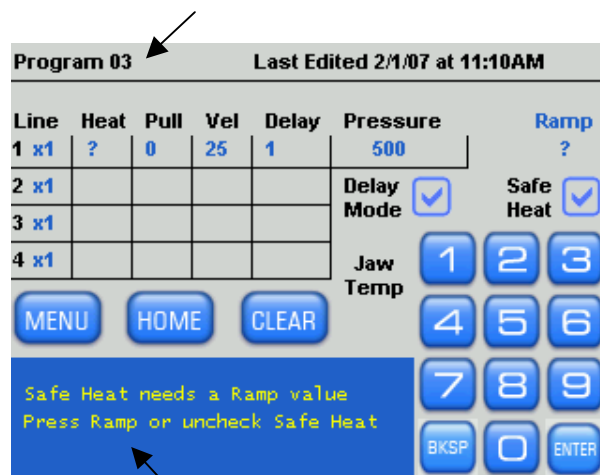 Program 03 Last Edited 2/1/07 at 11:10AM
Line Heat Pull Vel Delay Pressure Ramp
1 x1 ? 0 25 1 500 ?
2 x1 Delay Mode Safe Heat
3 x1
4 x1 Jaw Temp
1 2 3
MENU HOME CLEAR 4 5 6
Safe Heat needs a Ramp value
Press Ramp or uncheck Safe Heat
7 8 9
BKSP 0 ENTER